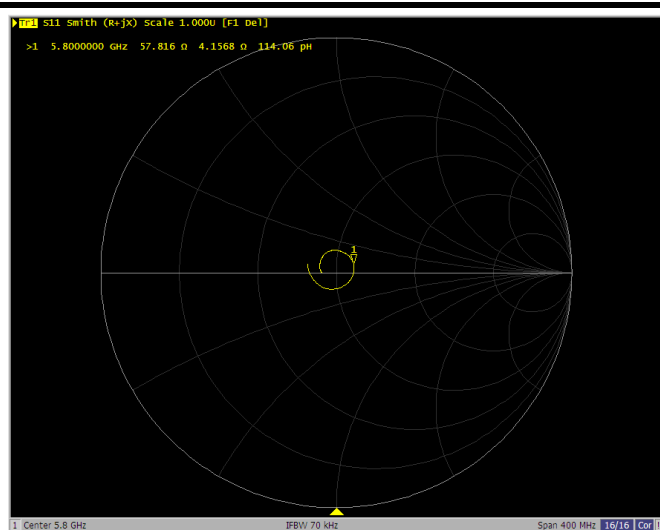 Tr1 S11 Smith (R+jX) Scale 1.000U [F1 Del]
>1 5.8000000 GHz 57.816 Ω 4.1568 Ω 114.06 pH
1
1 Center 5.8 GHz IFBW 70 kHz Span 400 MHz 16/16 Cor